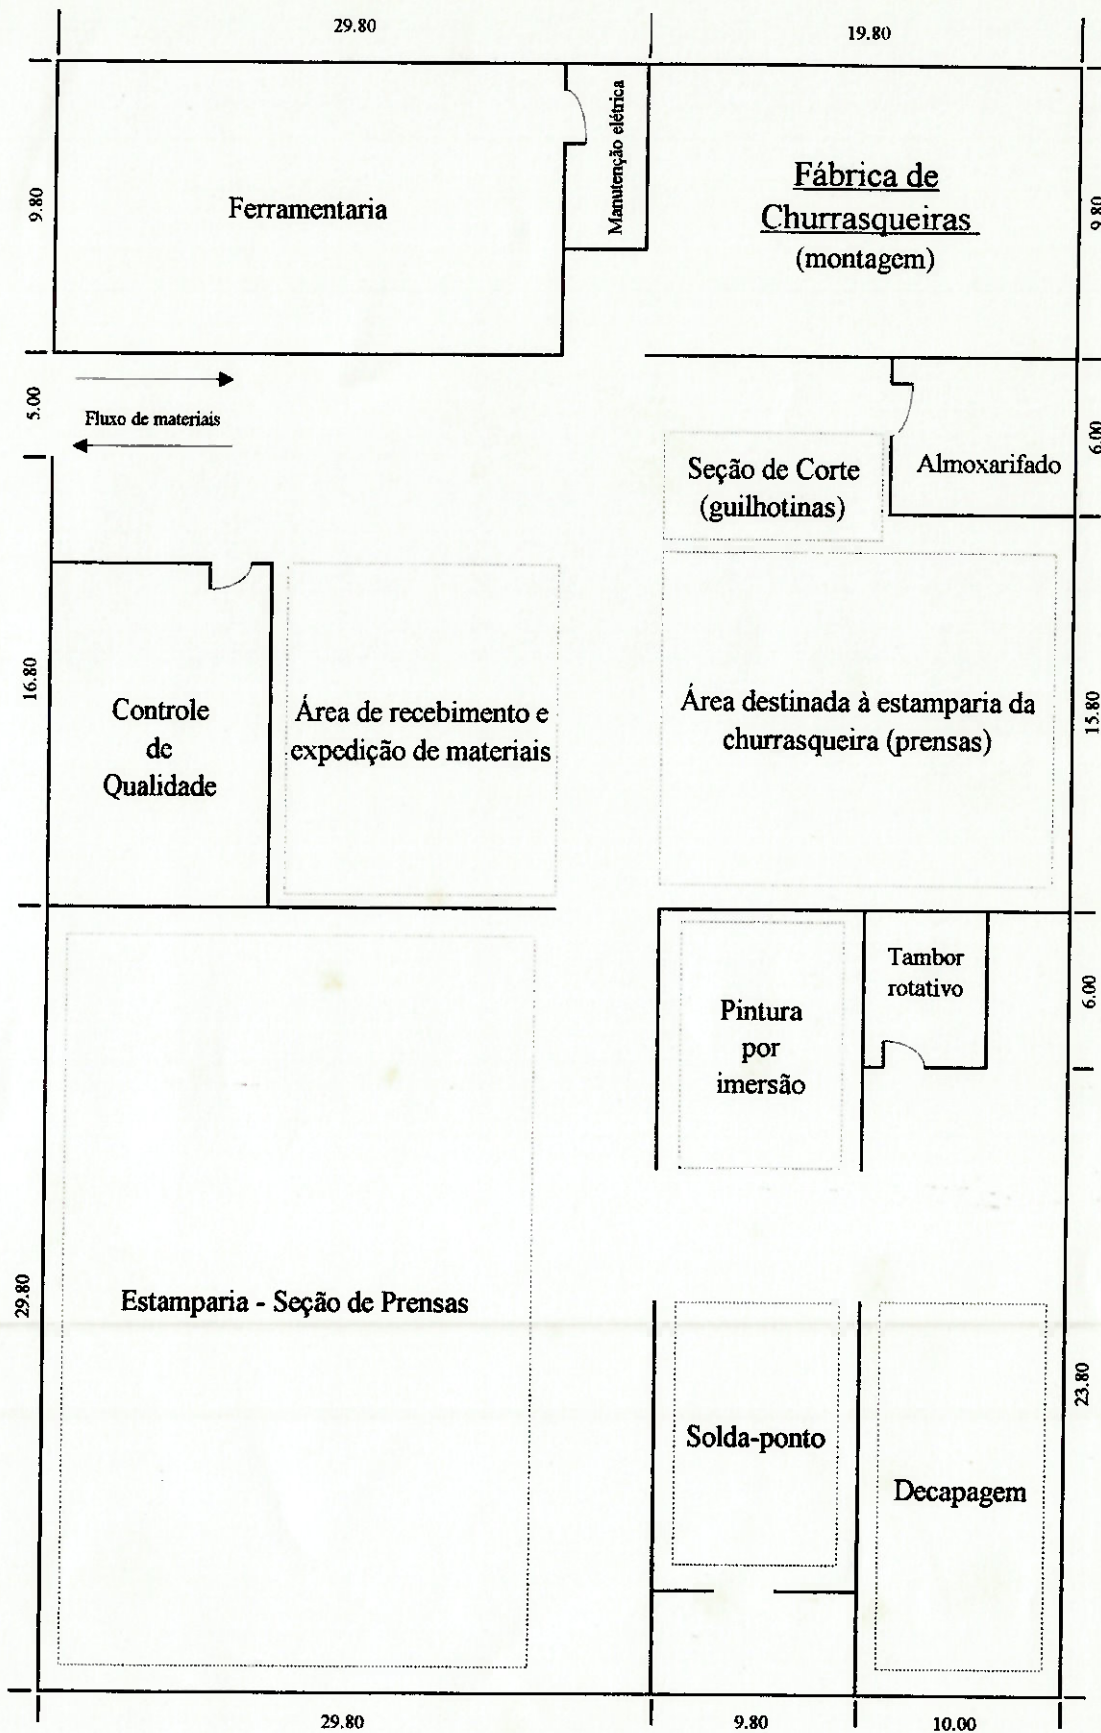 29.80
19.80
9.80
Ferramentaria
Manutenção elétrica
Fábrica de
Churrasqueiras
(montagem)
9.80
5.00
Fluxo de materiais
Seção de Corte
(guilhotinas)
Almoxarifado
6.00
16.80
Controle
de
Qualidade
Área de recebimento e
expedição de materiais
Área destinada à estamparia da
churrasqueira (prensas)
15.80
Pintura
por
imersão
Tambor
rotativo
6.00
29.80
Estamparia - Seção de Prensas
Solda-ponto
Decapagem
23.80
29.80
9.80
10.00